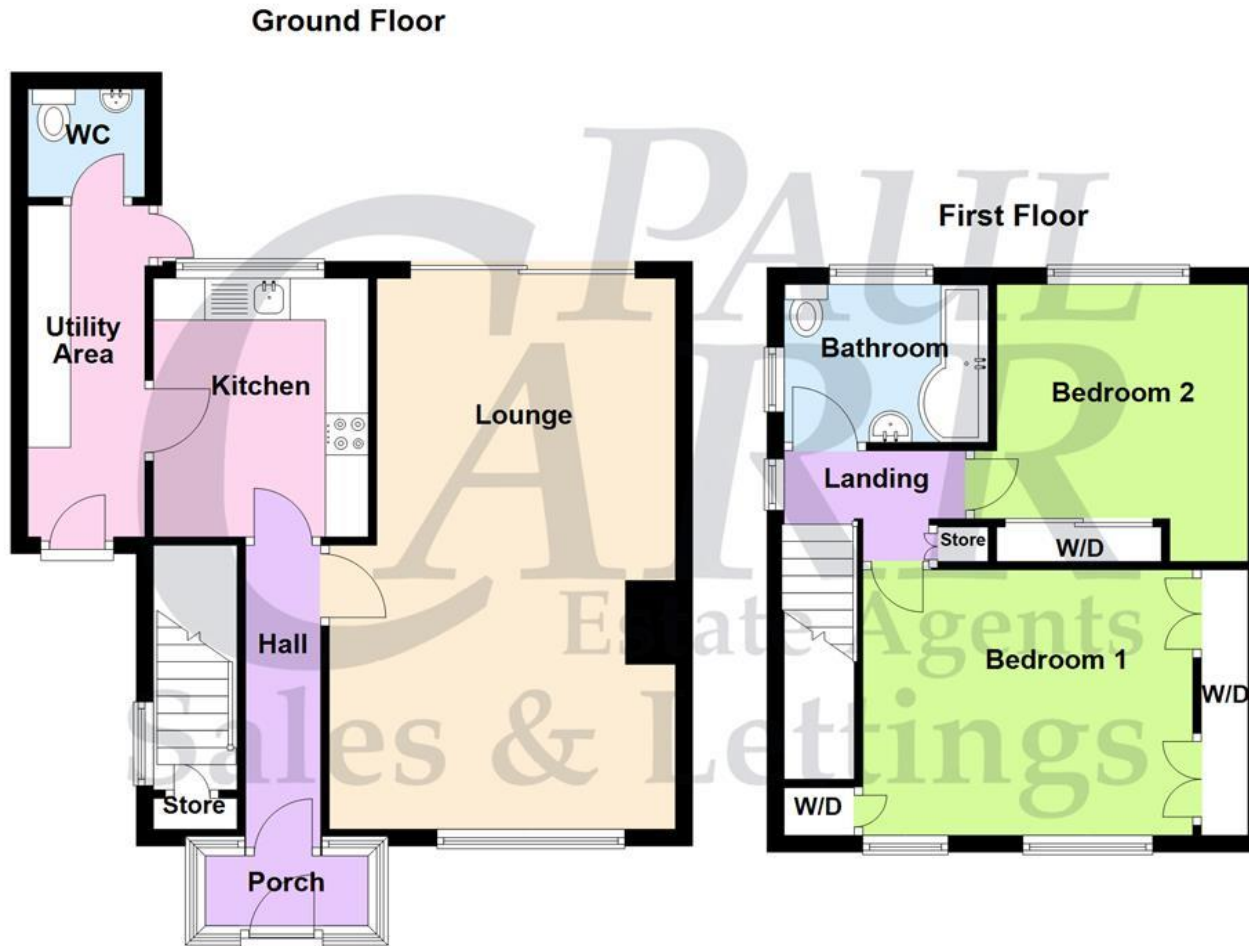 Ground Floor
WC
Utility
Area
Kitchen
Lounge
Hall
Store
Porch
First Floor
Bathroom
Bedroom 2
Landing
Store
W/D
Bedroom 1
W/D
W/D
PAUL
CARR
Estate Agents
Sales & Lettings